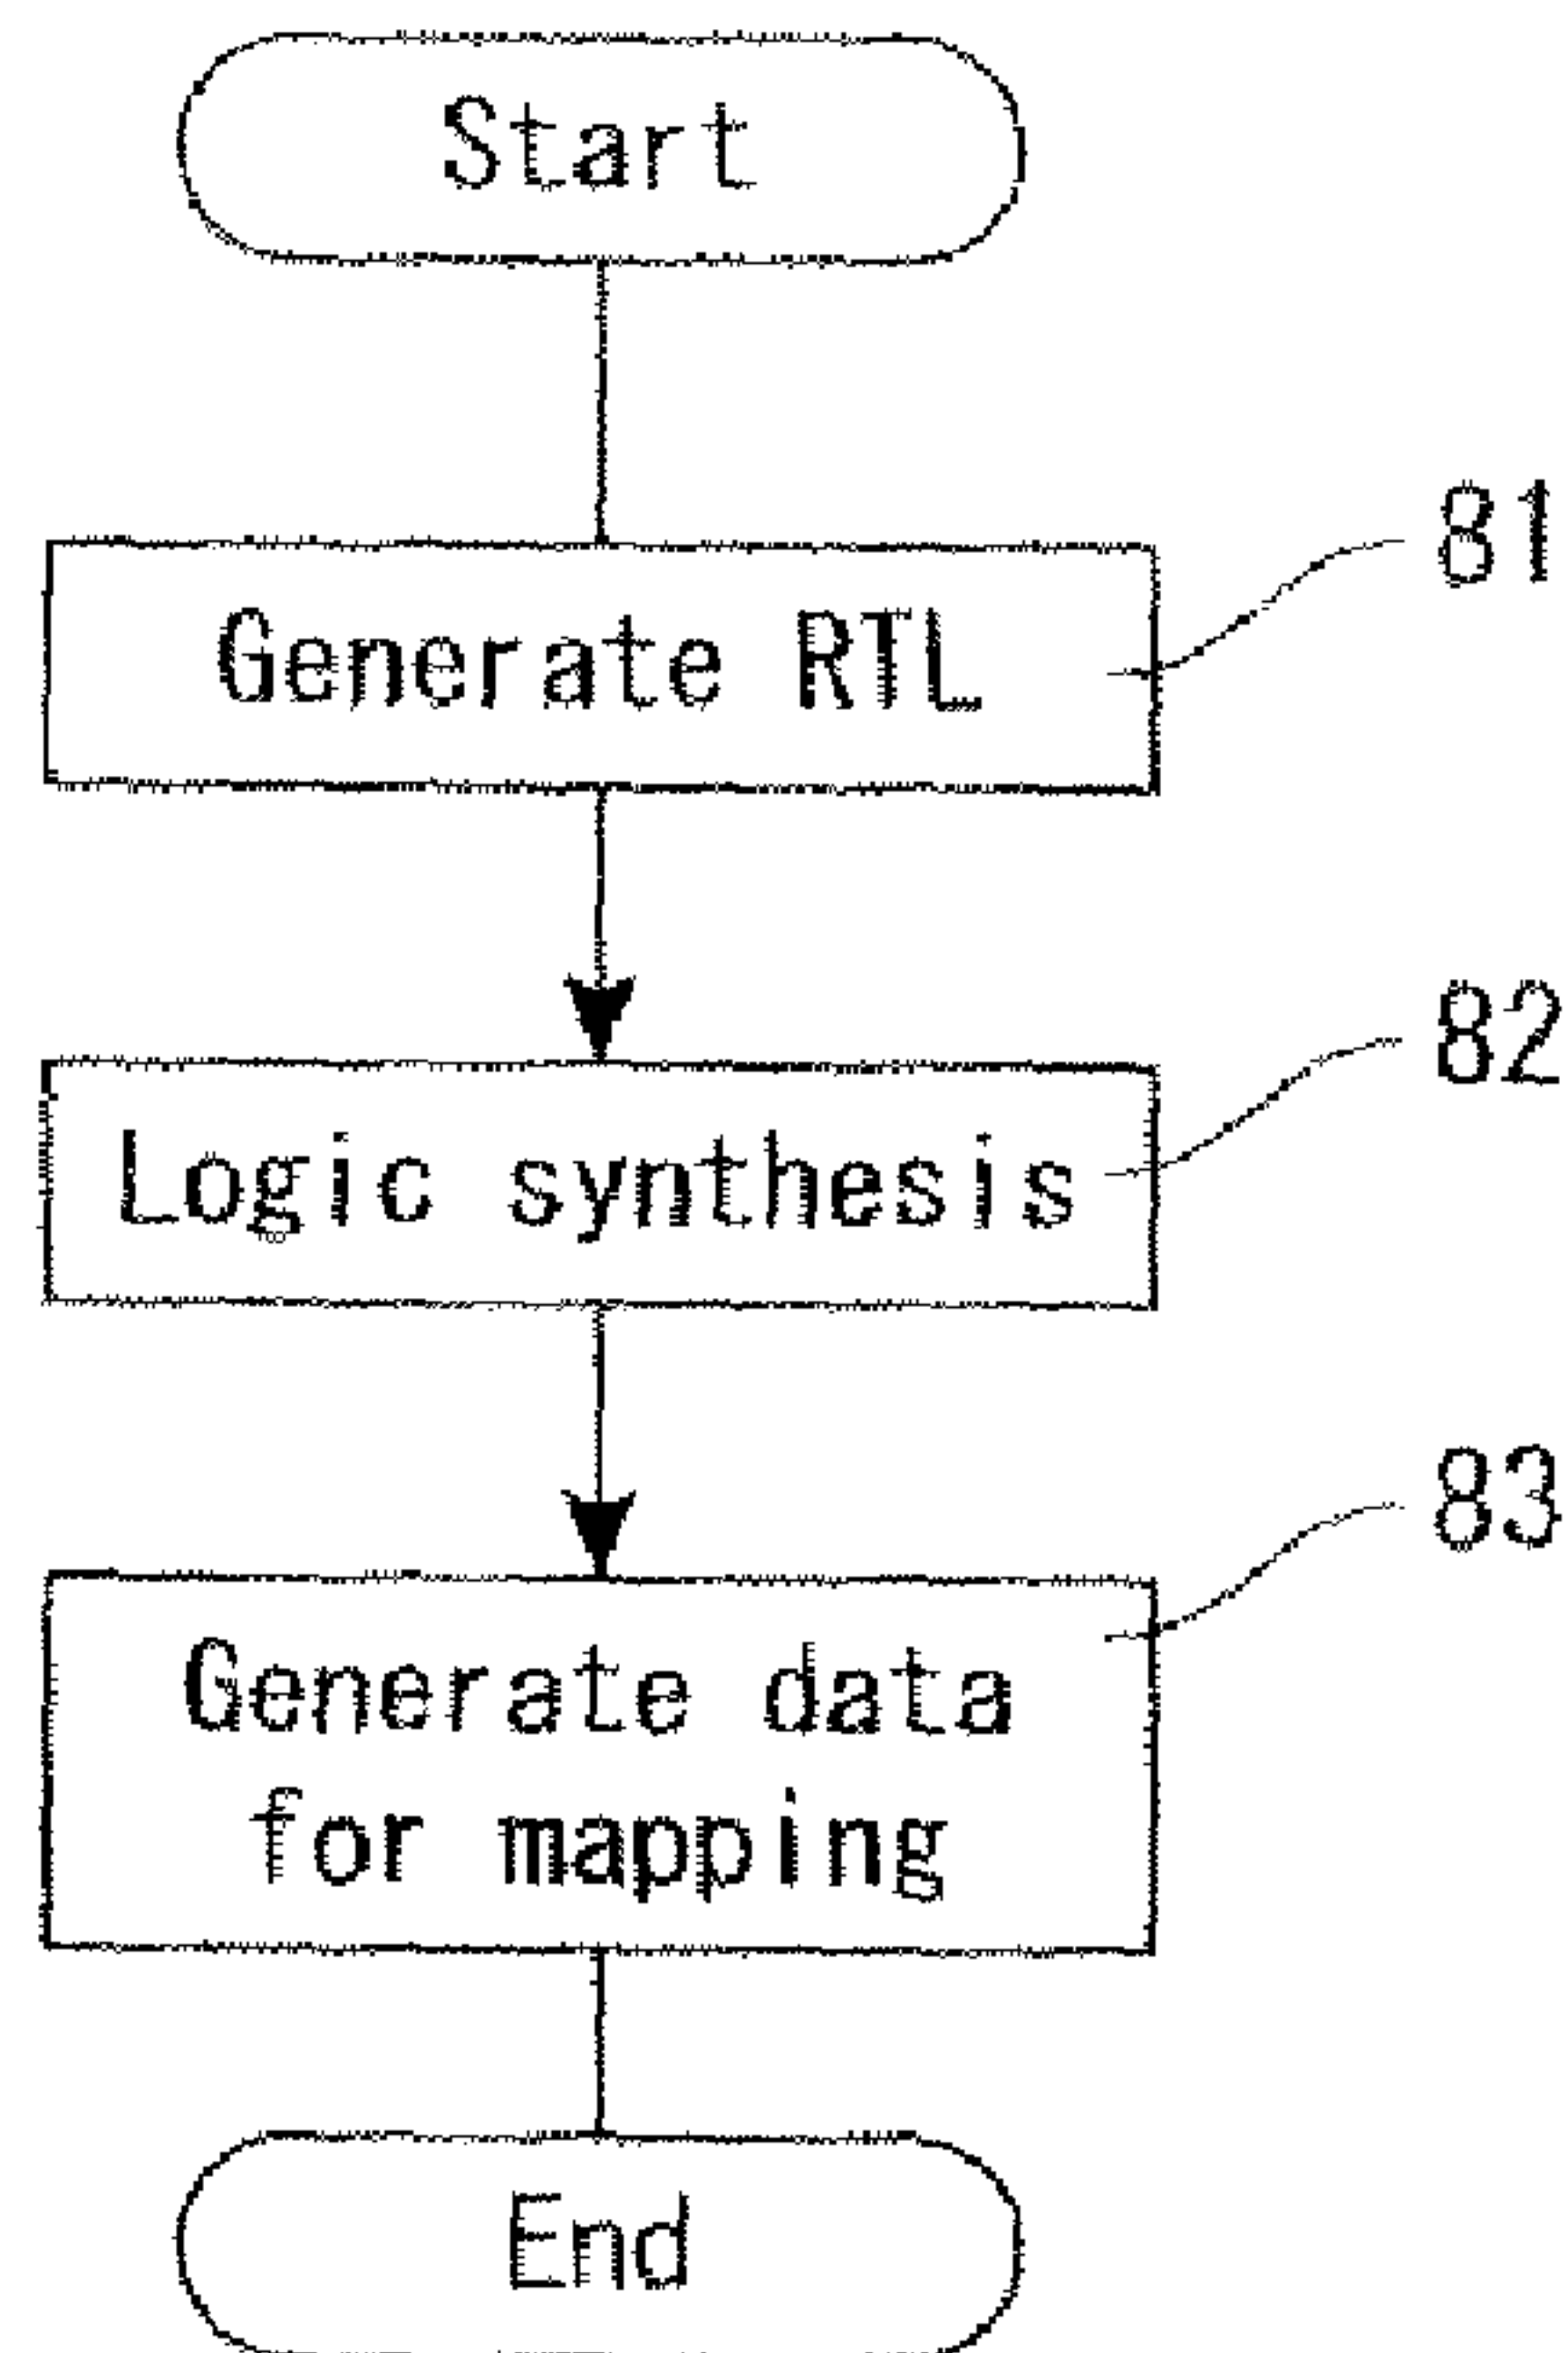 Start
81
Generate RTL
82
Logic synthesis
83
Generate data
for mapping
End